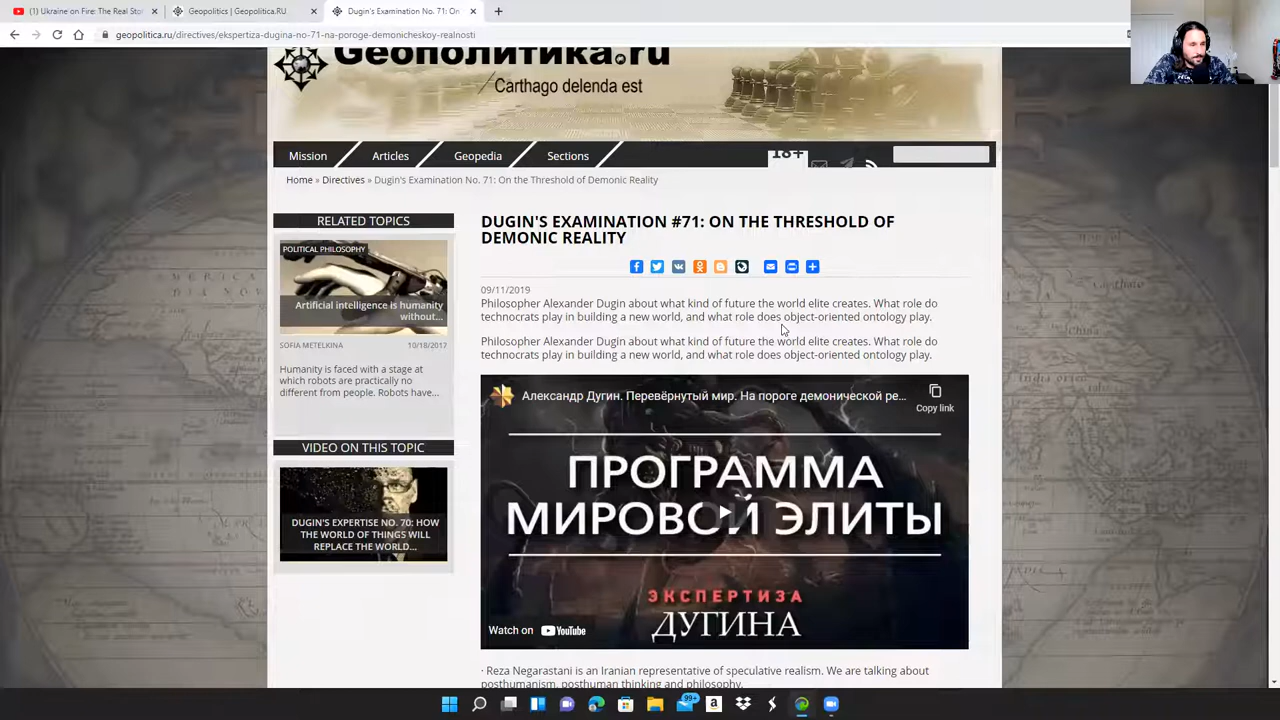 (1) Ukraine on Fire: The Real Sto
Geopolitics | Geopolitica.RU
Dugin's Examination No. 71: On t
geopolitica.ru/directives/ekspertiza-dugina-no-71-na-poroge-demonicheskoy-realnosti
Геополитика.ru
Carthago delenda est
Mission
Articles
Geopedia
Sections
18+
Home » Directives » Dugin's Examination No. 71: On the Threshold of Demonic Reality
RELATED TOPICS
POLITICAL PHILOSOPHY
Artificial intelligence is humanity
without...
SOFIA METELKINA 10/18/2017
Humanity is faced with a stage at
which robots are practically no
different from people. Robots have...
VIDEO ON THIS TOPIC
DUGIN'S EXPERTISE NO. 70: HOW
THE WORLD OF THINGS WILL
REPLACE THE WORLD...
DUGIN'S EXAMINATION #71: ON THE THRESHOLD OF
DEMONIC REALITY
09/11/2019
Philosopher Alexander Dugin about what kind of future the world elite creates. What role do
technocrats play in building a new world, and what role does object-oriented ontology play.
Philosopher Alexander Dugin about what kind of future the world elite creates. What role do
technocrats play in building a new world, and what role does object-oriented ontology play.
Александр Дугин. Перевёрнутый мир. На пороге демонической ре...
Copy link
ПРОГРАММА
МИРОВОЙ ЭЛИТЫ
ЭКСПЕРТИЗА
ДУГИНА
Watch on YouTube
· Reza Negarastani is an Iranian representative of speculative realism. We are talking about
posthumanism, posthuman thinking and philosophy.
99+